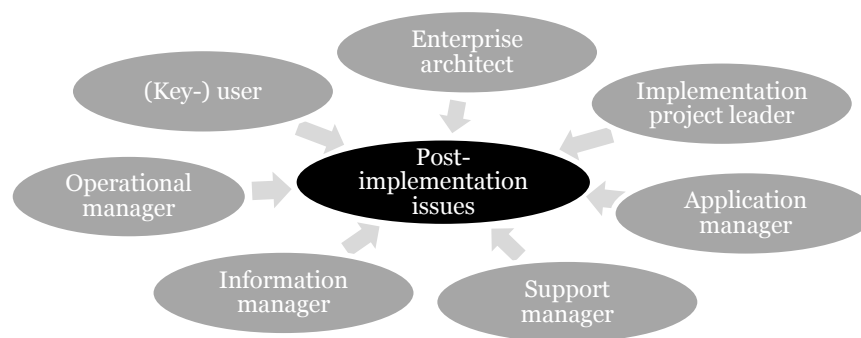 Enterprise
architect
(Key-) user
Implementation
project leader
Post-
implementation
issues
Operational
manager
Application
manager
Information
manager
Support
manager